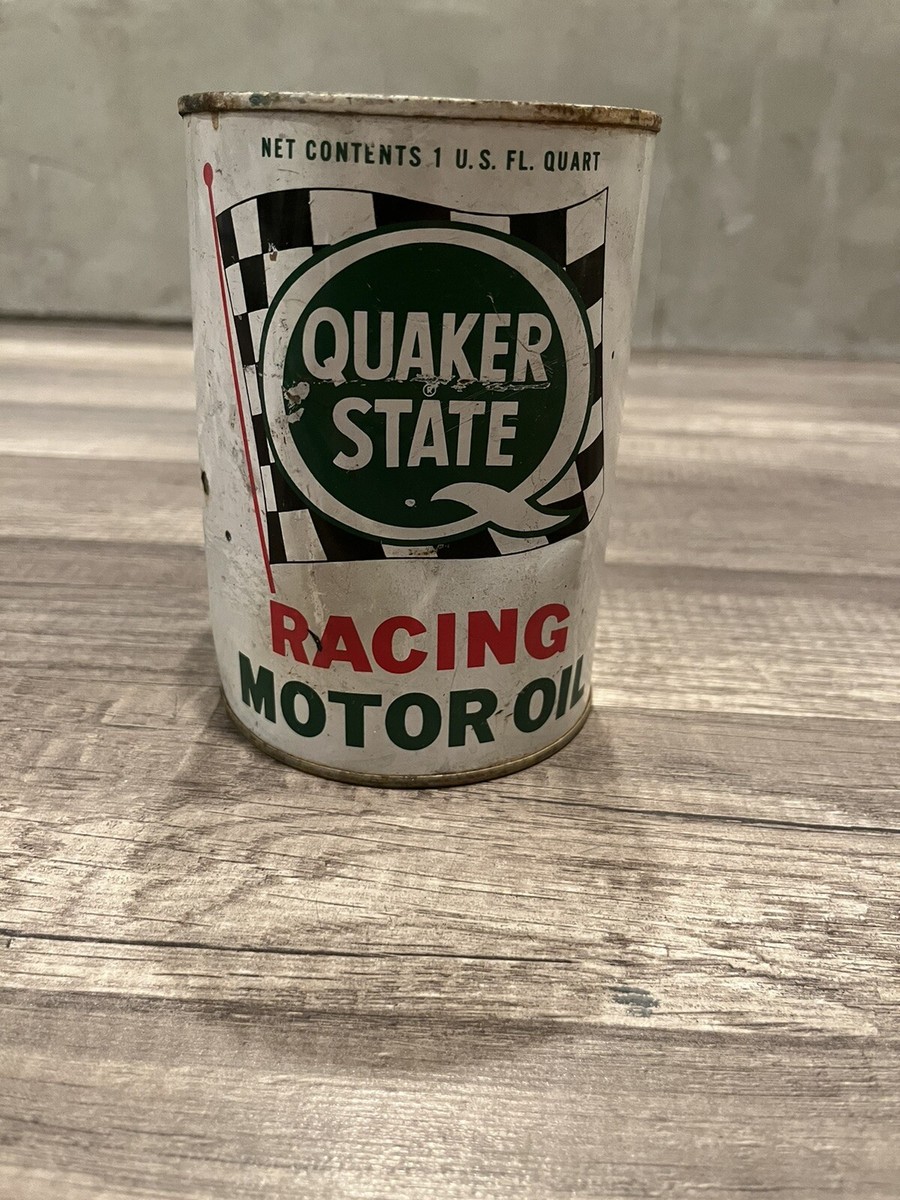 NET CONTENTS 1 U.S. FL. QUART
QUAKER
STATE
®
RACING
MOTOR OIL